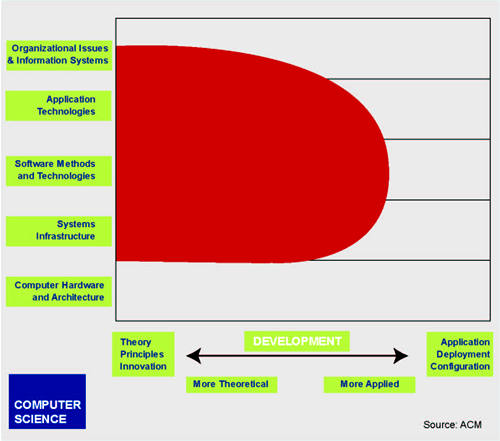 Organizational Issues
& Information Systems
Application
Technologies
Software Methods
and Technologies
Systems
Infrastructure
Computer Hardware
and Architecture
Theory
Principles
Innovation
DEVELOPMENT
Application
Deployment
Configuration
More Theoretical
More Applied
COMPUTER
SCIENCE
Source: ACM